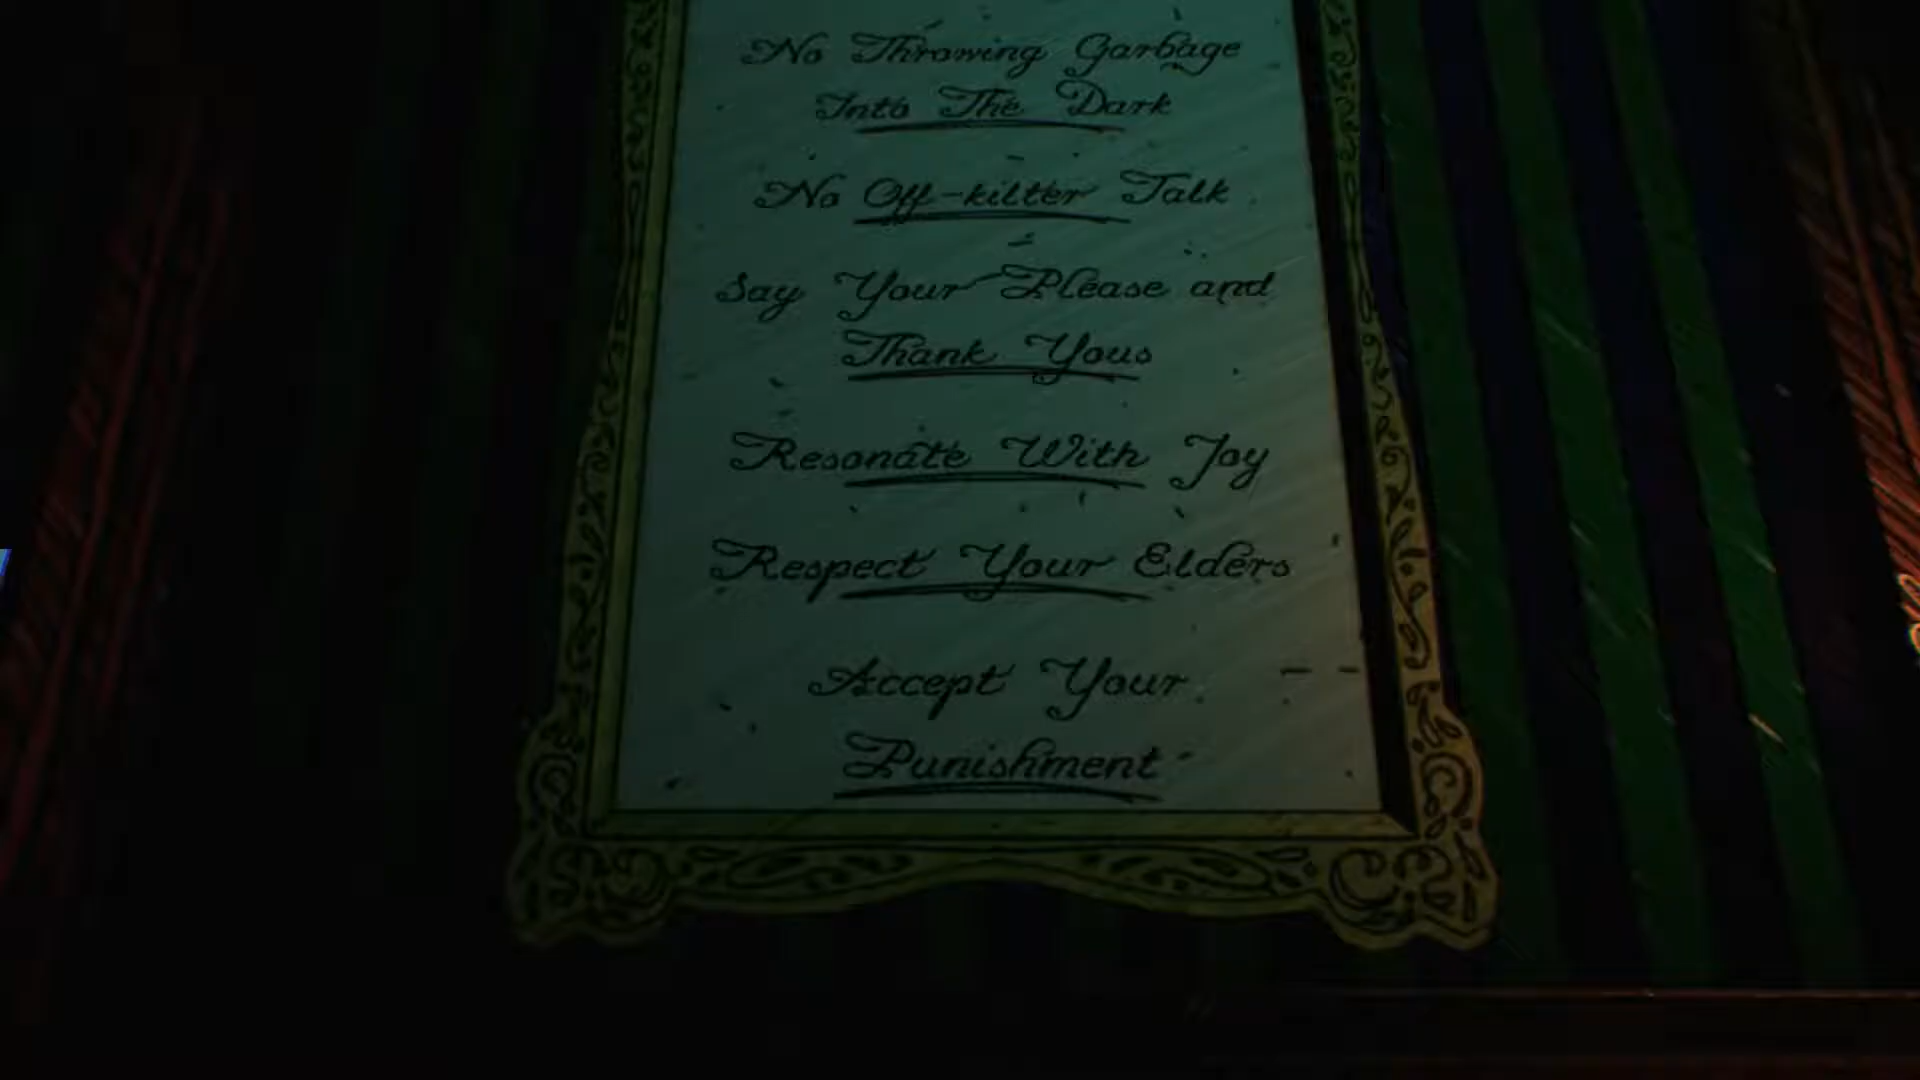 No Throwing Garbage
Into The Dark
No Off-kilter Talk
Say Your Please and
Thank Yous
Resonate With Joy
Respect Your Elders
Accept Your
Punishment